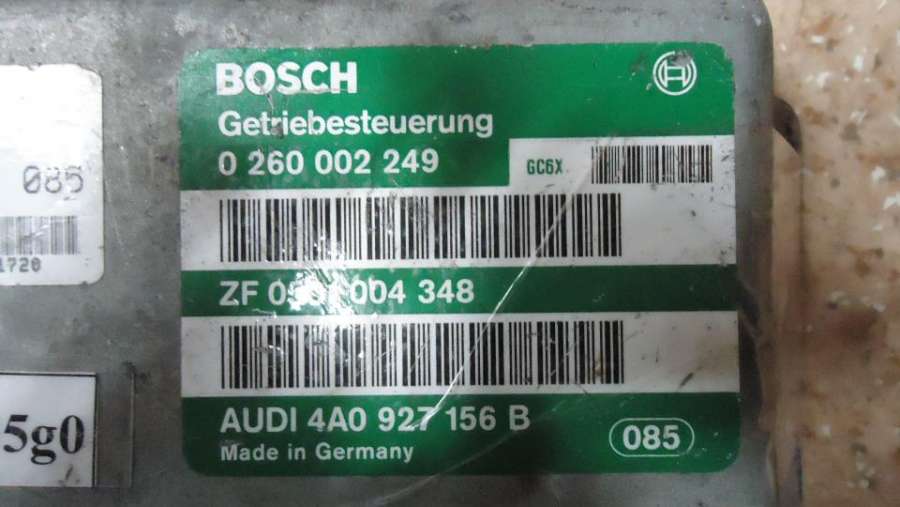 BOSCH
Getriebesteuerung
0 260 002 249
GC6X
ZF 004 348
AUDI 4A0 927 156 B
Made in Germany
085
085
1720
5g0